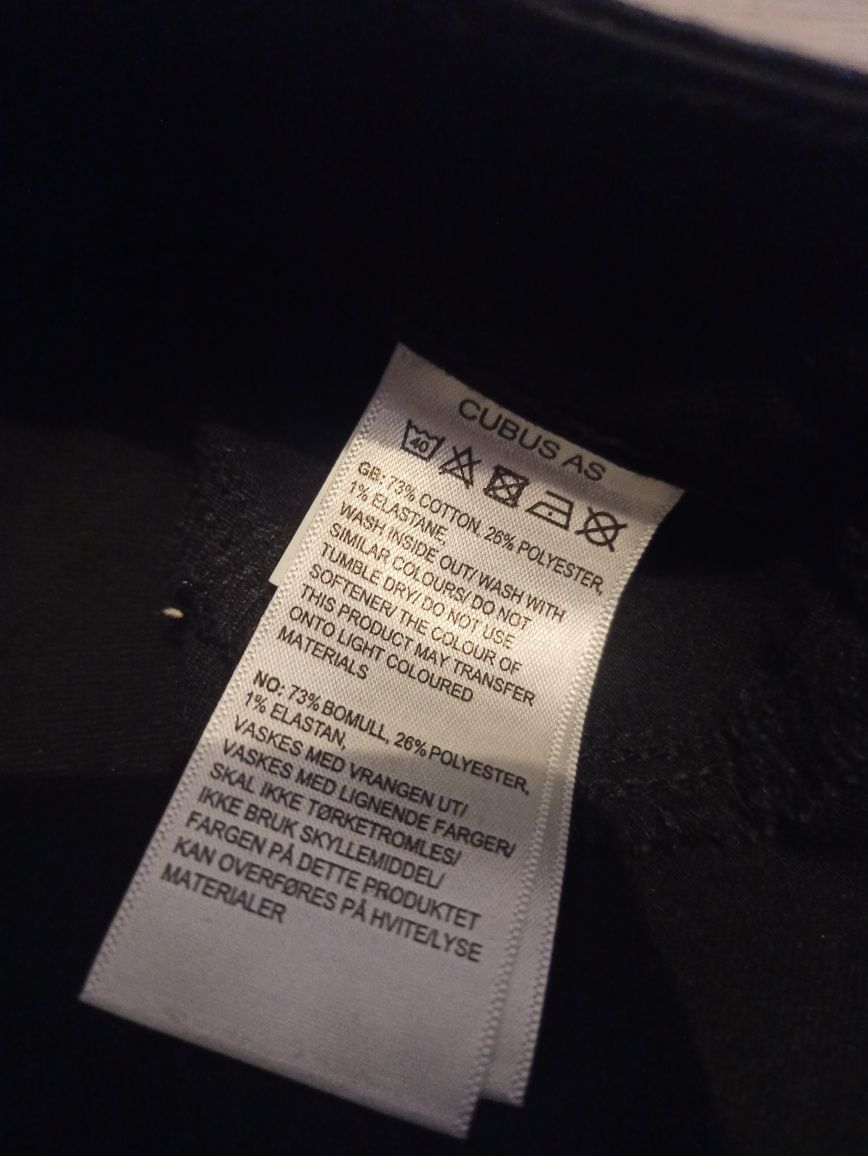 CUBUS AS
40
GB: 73% COTTON, 26% POLYESTER,
1% ELASTANE,
WASH INSIDE OUT/ WASH WITH
SIMILAR COLOURS/ DO NOT
TUMBLE DRY/ DO NOT USE
SOFTENER/ THE COLOUR OF
THIS PRODUCT MAY TRANSFER
ONTO LIGHT COLOURED
MATERIALS
NO: 73% BOMULL, 26% POLYESTER,
1% ELASTAN,
VASKES MED VRANGEN UT/
VASKES MED LIGNENDE FARGER/
SKAL IKKE TØRKETROMLES/
IKKE BRUK SKYLLEMIDDEL/
FARGEN PÅ DETTE PRODUKTET
KAN OVERFØRES PÅ HVITE/LYSE
MATERIALER